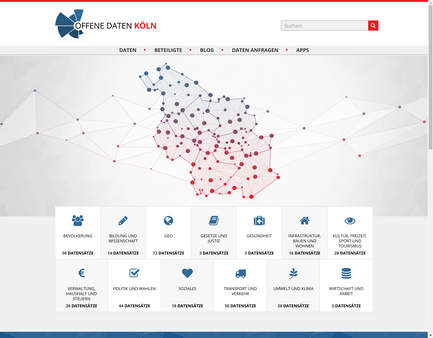 OFFENE DATEN KÖLN
Suchen
DATEN • BETEILIGTE • BLOG • DATEN ANFRAGEN • APPS
BEVÖLKERUNG
BILDUNG UND
WISSENSCHAFT
GEO
GESETZE UND
JUSTIZ
GESUNDHEIT
INFRASTRUKTUR,
BAUEN UND
WOHNEN
KULTUR, FREIZEIT,
SPORT UND
TOURISMUS
56 DATENSÄTZE
14 DATENSÄTZE
72 DATENSÄTZE
3 DATENSÄTZE
DATENSÄTZE
16 DATENSÄTZE
28 DATENSÄTZE
VERWALTUNG,
HAUSHALT UND
STEUERN
POLITIK UND WAHLEN
SOZIALES
TRANSPORT UND
VERKEHR
UMWELT UND KLIMA
WIRTSCHAFT UND
ARBEIT
26 DATENSÄTZE
44 DATENSÄTZE
18 DATENSÄTZE
50 DATENSÄTZE
26 DATENSÄTZE
5 DATENSÄTZE